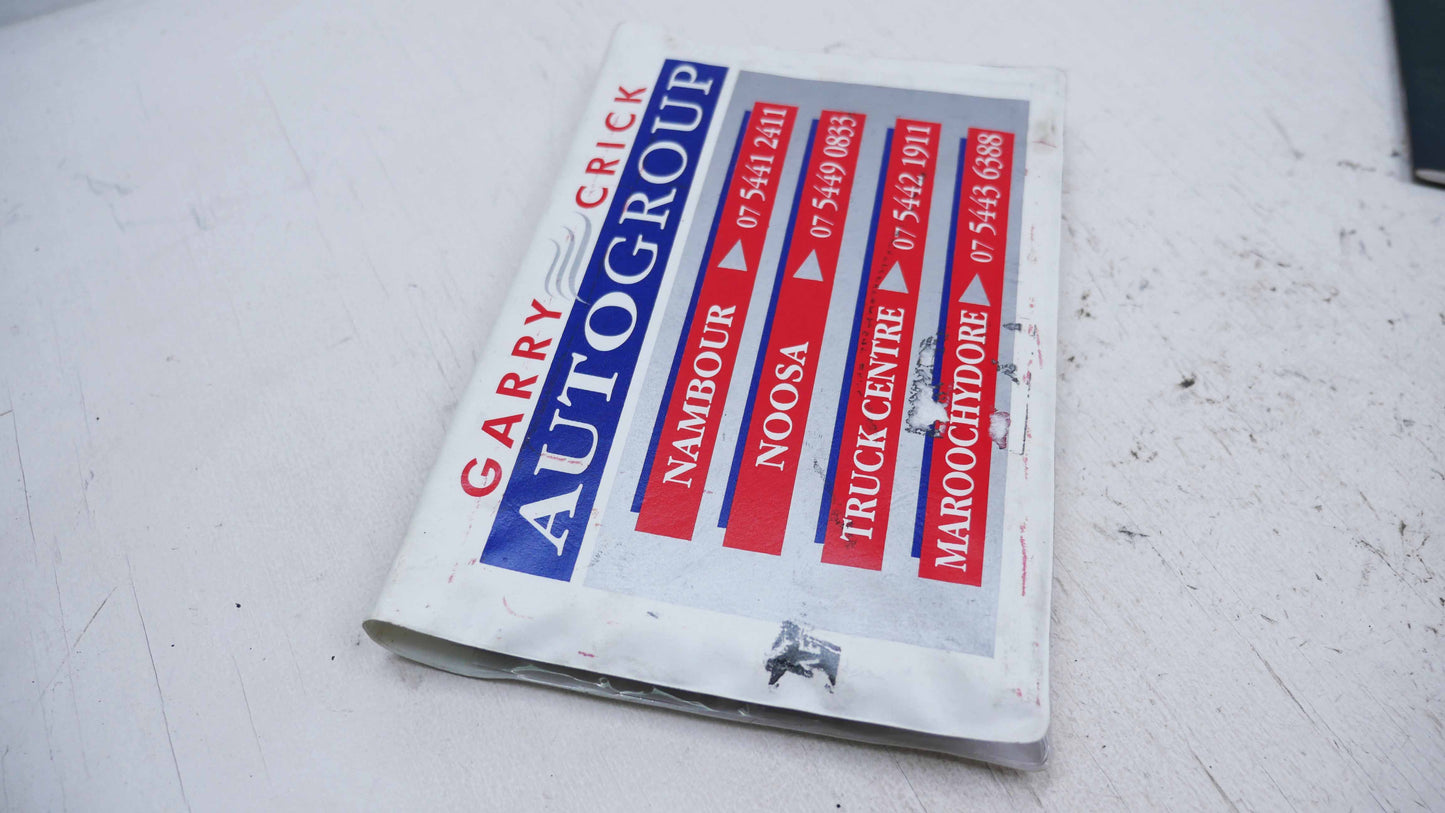 GARRY CRICK
AUTOGROUP
NAMBOUR 07 5441 2411
NOOSA 07 5449 0833
TRUCK CENTRE 07 5442 1911
MAROOCHYDORE 07 5443 6388